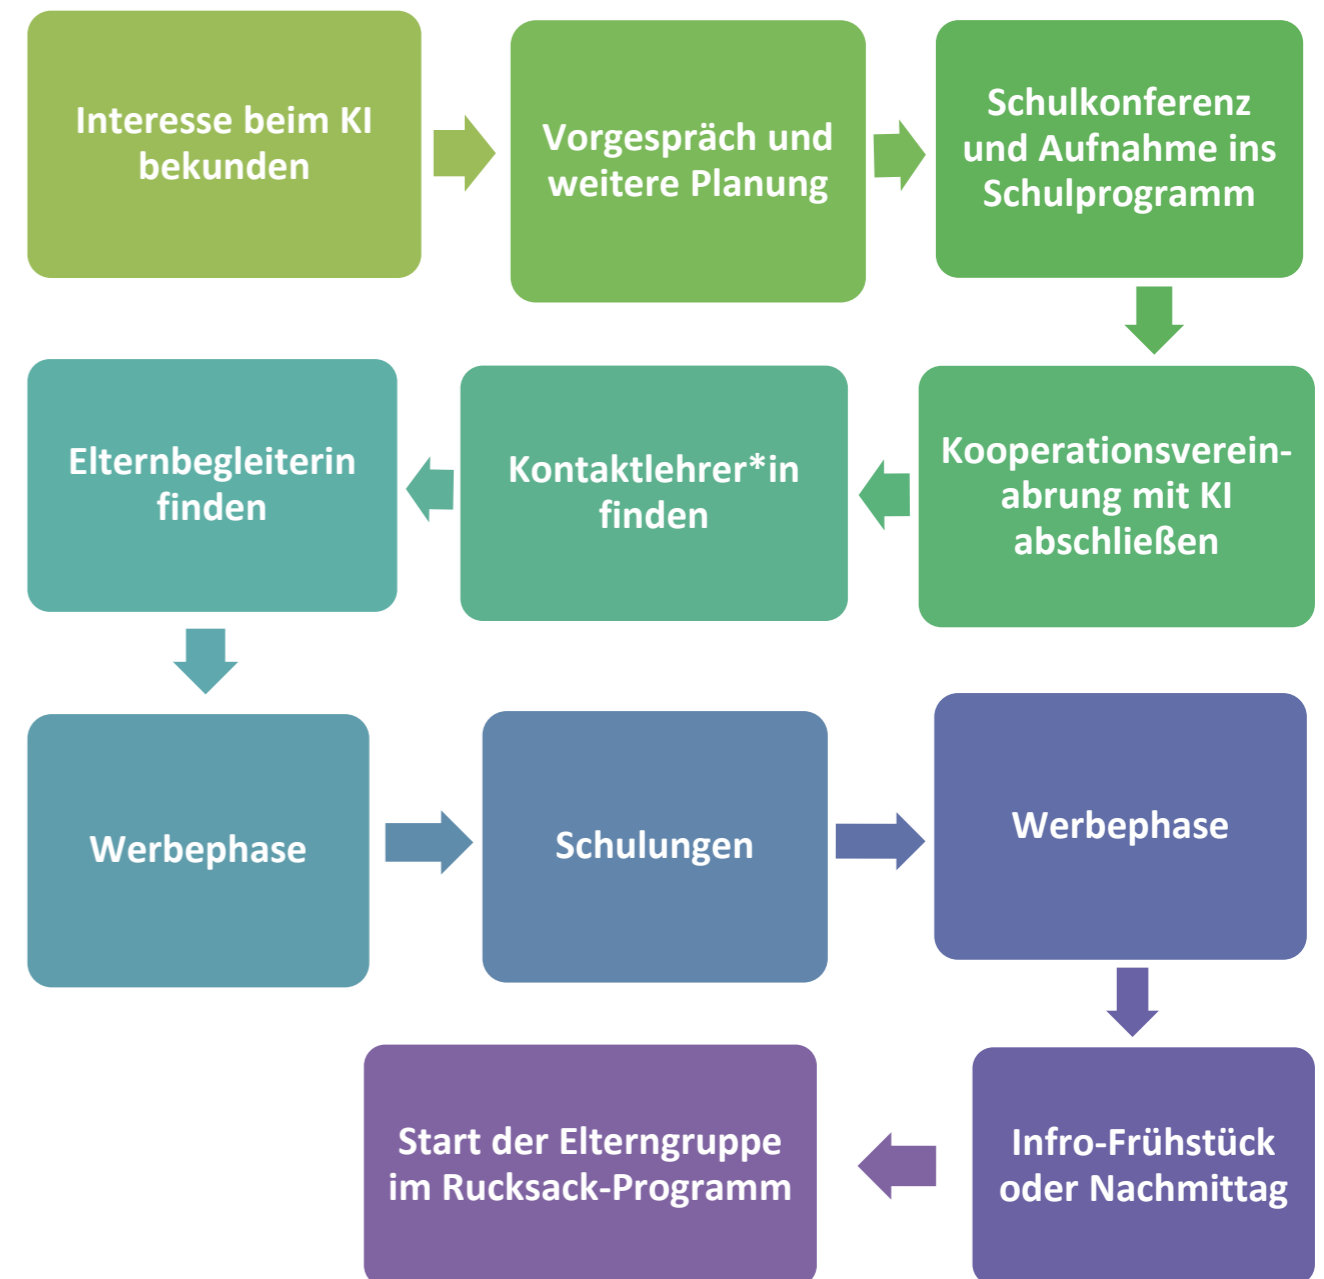 Interesse beim KI
bekunden
Vorgespräch und
weitere Planung
Schulkonferenz
und Aufnahme ins
Schulprogramm
Kooperationsverein-
abrung mit KI
abschließen
Kontaktlehrer*in
finden
Elternbegleiterin
finden
Werbephase
Schulungen
Werbephase
Infro-Frühstück
oder Nachmittag
Start der Elterngruppe
im Rucksack-Programm